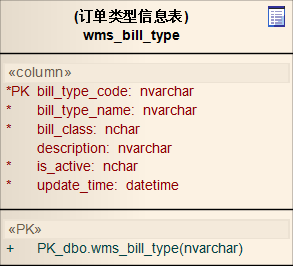 (订单类型信息表)
wms_bill_type
«column»
*PK bill_type_code: nvarchar
* bill_type_name: nvarchar
* bill_class: nchar
description: nvarchar
* is_active: nchar
* update_time: datetime
«PK»
+ PK_dbo.wms_bill_type(nvarchar)